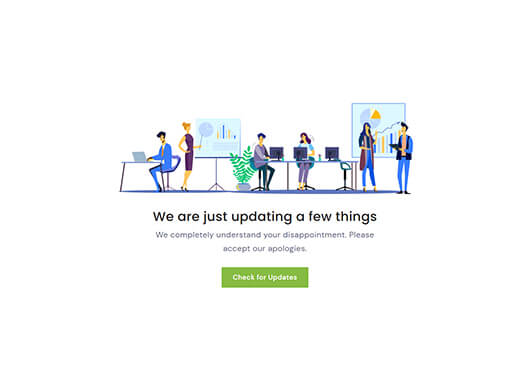 We are just updating a few things
We completely understand your disappointment. Please
accept our apologies.
Check for Updates